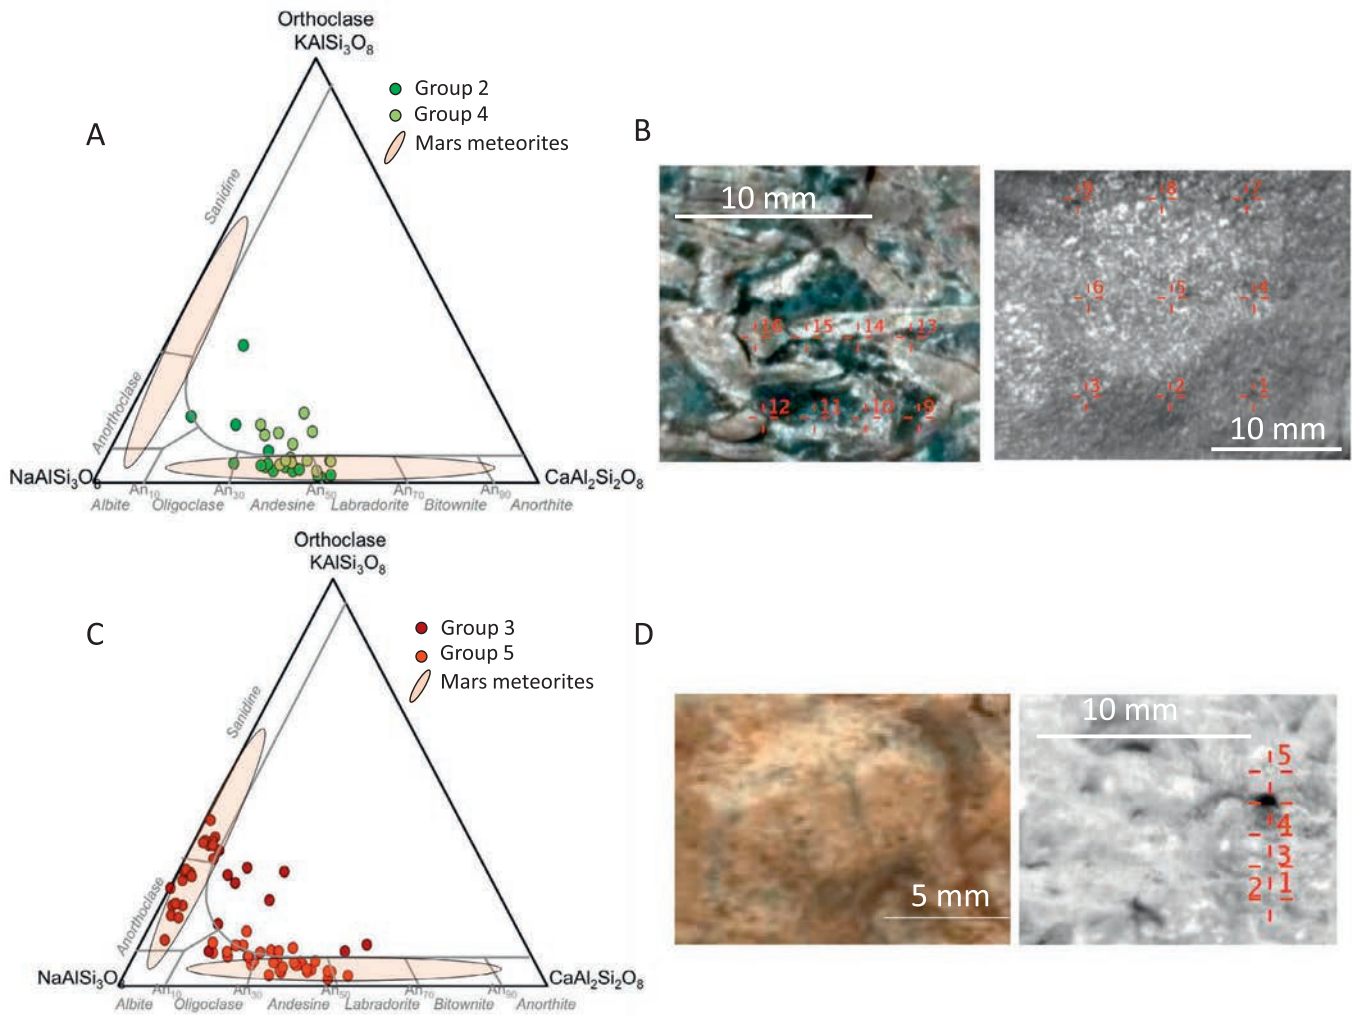 A
Orthoclase
KAlSi₃O₈
Group 2
Group 4
Mars meteorites
Sanidine
Anorthoclase
NaAlSi₃O₈
CaAl₂Si₂O₈
An₁₀ An₃₀ An₅₀ An₇₀ An₉₀
Albite Oligoclase Andesine Labradorite Bitownite Anorthite
B
10 mm
16 15 14 13
12 11 10 9
9 8 7
6 5 4
3 2 1
10 mm
C
Orthoclase
KAlSi₃O₈
Group 3
Group 5
Mars meteorites
Sanidine
Anorthoclase
NaAlSi₃O
CaAl₂Si₂O₈
An₁₀ An₃₀ An₅₀ An₇₀ An₉₀
Albite Oligoclase Andesine Labradorite Bitownite Anorthite
D
5 mm
10 mm
5
4
3
2 1